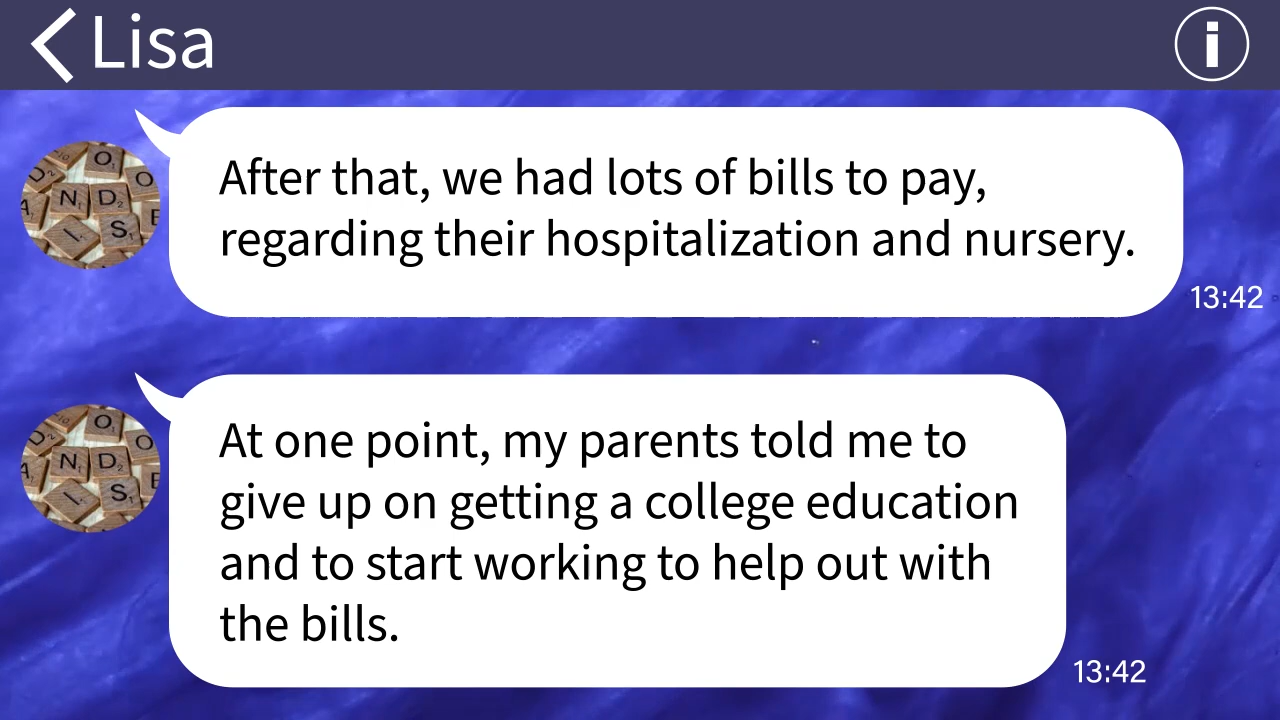 Lisa
After that, we had lots of bills to pay,
regarding their hospitalization and nursery.
13:42
At one point, my parents told me to
give up on getting a college education
and to start working to help out with
the bills.
13:42